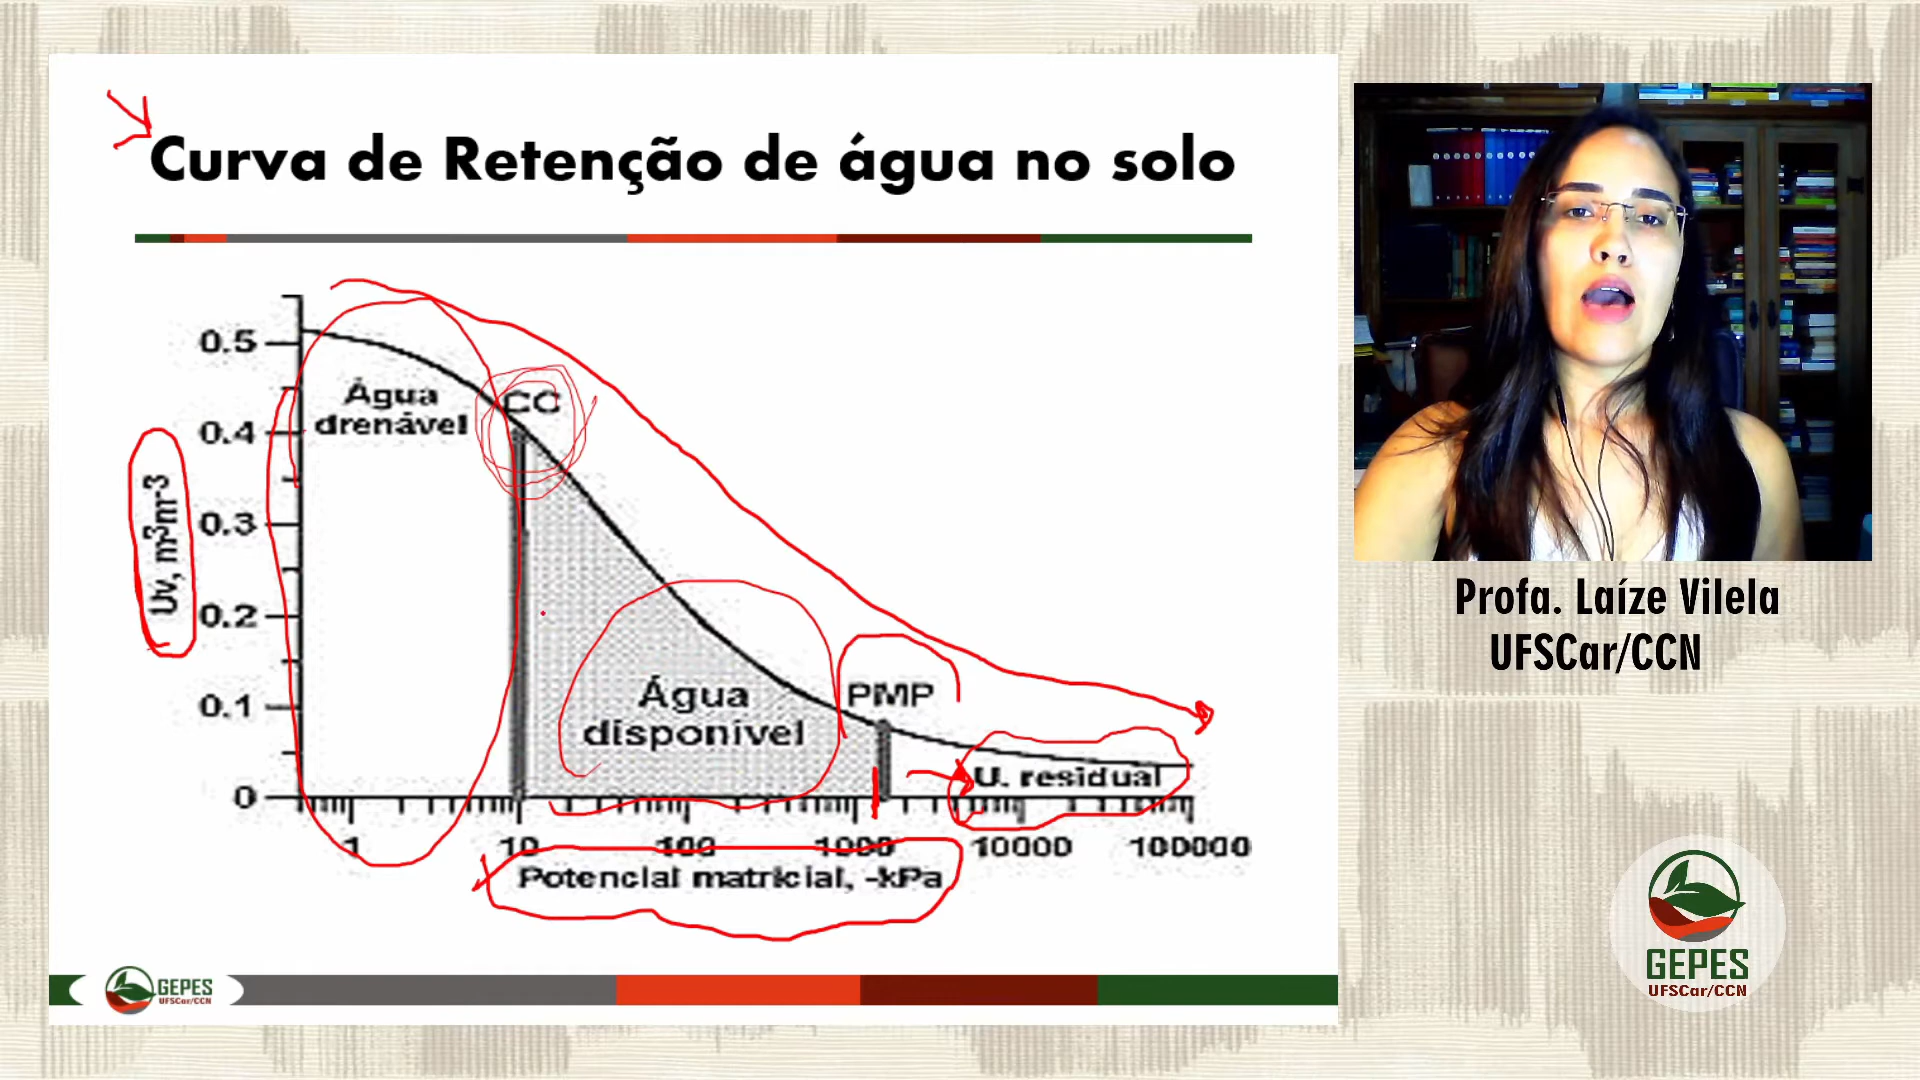 Curva de Retenção de água no solo
0.5
0.4
0.3
0.2
0.1
0
Uv, m³m-³
Água
drenável
CC
Água
disponível
PMP
U. residual
1 10 100 1000 10000 100000
Potencial matricial, -kPa
GEPES
UFSCar/CCN
Profa. Laíze Vilela
UFSCar/CCN
GEPES
UFSCar/CCN